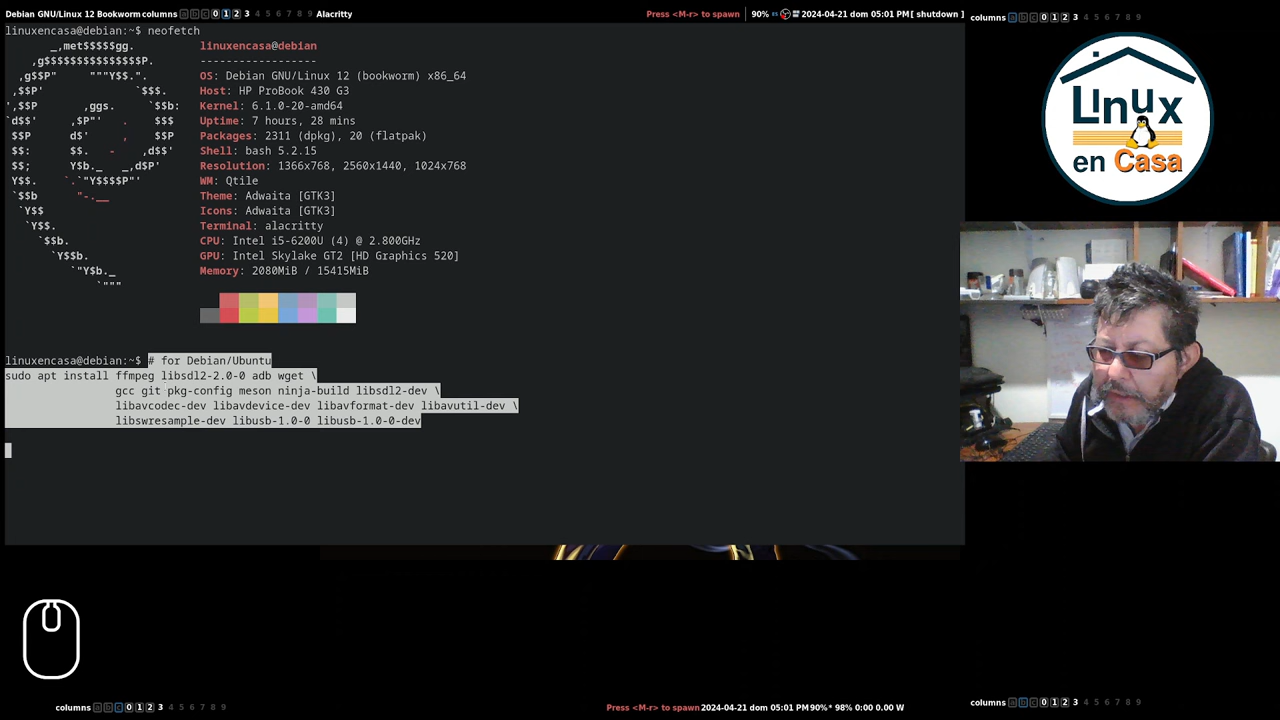 Debian GNU/Linux 12 Bookworm columns a b c 0 1 2 3 4 5 6 7 8 9 Alacritty
Press <M-r> to spawn 90% ES 2024-04-21 dom 05:01 PM [ shutdown ]
columns a b c 0 1 2 3 4 5 6 7 8 9
linuxencasa@debian:~$ neofetch
linuxencasa@debian
------------------
OS: Debian GNU/Linux 12 (bookworm) x86_64
Host: HP ProBook 430 G3
Kernel: 6.1.0-20-amd64
Uptime: 7 hours, 28 mins
Packages: 2311 (dpkg), 20 (flatpak)
Shell: bash 5.2.15
Resolution: 1366x768, 2560x1440, 1024x768
WM: Qtile
Theme: Adwaita [GTK3]
Icons: Adwaita [GTK3]
Terminal: alacritty
CPU: Intel i5-6200U (4) @ 2.800GHz
GPU: Intel Skylake GT2 [HD Graphics 520]
Memory: 2080MiB / 15415MiB
linuxencasa@debian:~$ # for Debian/Ubuntu
sudo apt install ffmpeg libsdl2-2.0-0 adb wget \
gcc git pkg-config meson ninja-build libsdl2-dev \
libavcodec-dev libavdevice-dev libavformat-dev libavutil-dev \
libswresample-dev libusb-1.0-0 libusb-1.0-0-dev
Linux
en Casa
columns a b c 0 1 2 3 4 5 6 7 8 9
Press <M-r> to spawn 2024-04-21 dom 05:01 PM 90% * 98% 0:00 0.00 W
columns a b c 0 1 2 3 4 5 6 7 8 9